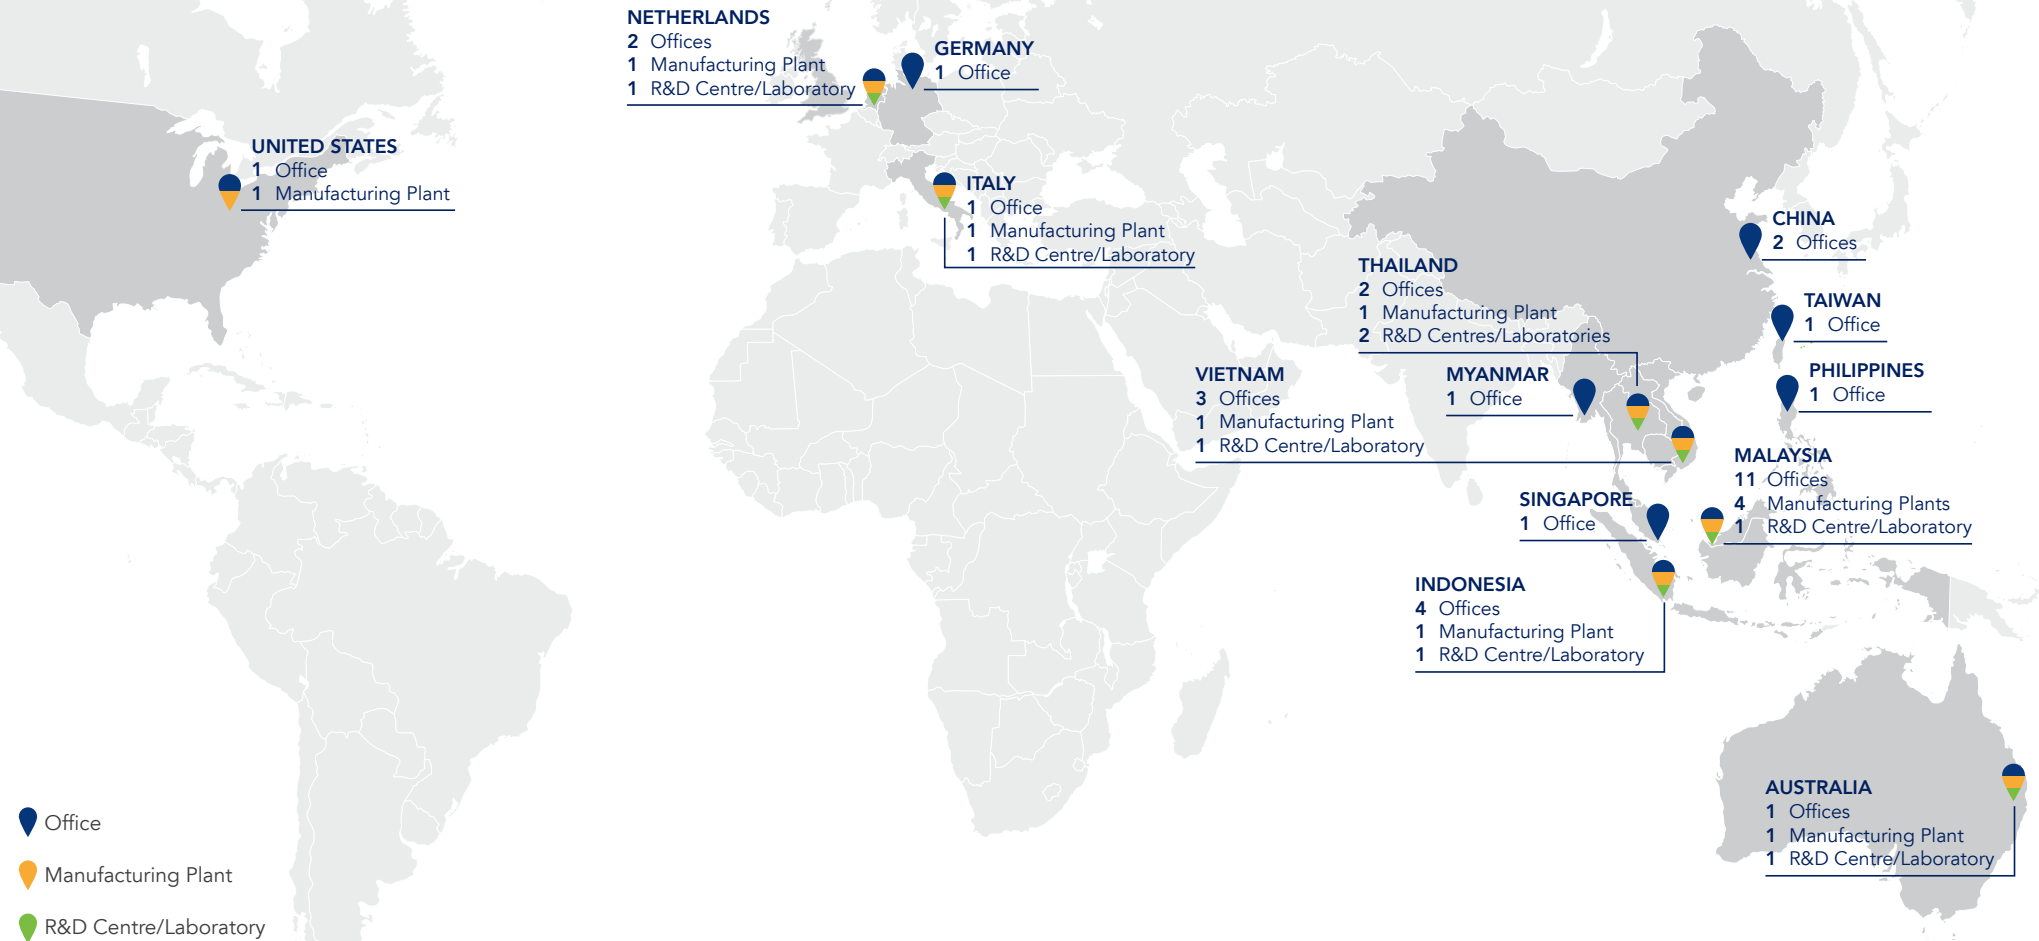 NETHERLANDS
2 Offices
1 Manufacturing Plant
1 R&D Centre/Laboratory
GERMANY
1 Office
UNITED STATES
1 Office
1 Manufacturing Plant
ITALY
1 Office
1 Manufacturing Plant
1 R&D Centre/Laboratory
CHINA
2 Offices
THAILAND
2 Offices
1 Manufacturing Plant
2 R&D Centres/Laboratories
TAIWAN
1 Office
VIETNAM
3 Offices
1 Manufacturing Plant
1 R&D Centre/Laboratory
MYANMAR
1 Office
PHILIPPINES
1 Office
MALAYSIA
11 Offices
4 Manufacturing Plants
1 R&D Centre/Laboratory
SINGAPORE
1 Office
INDONESIA
4 Offices
1 Manufacturing Plant
1 R&D Centre/Laboratory
AUSTRALIA
1 Offices
1 Manufacturing Plant
1 R&D Centre/Laboratory
Office
Manufacturing Plant
R&D Centre/Laboratory